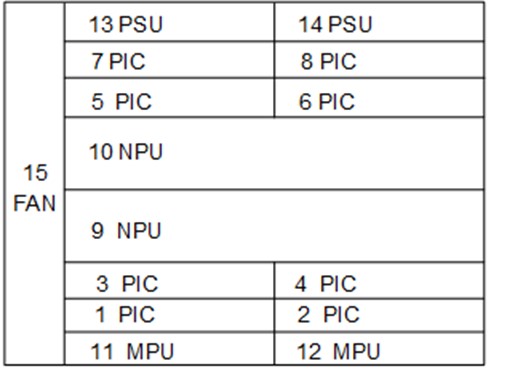 13 PSU 14 PSU
7 PIC 8 PIC
5 PIC 6 PIC
10 NPU
15
FAN
9 NPU
3 PIC 4 PIC
1 PIC 2 PIC
11 MPU 12 MPU